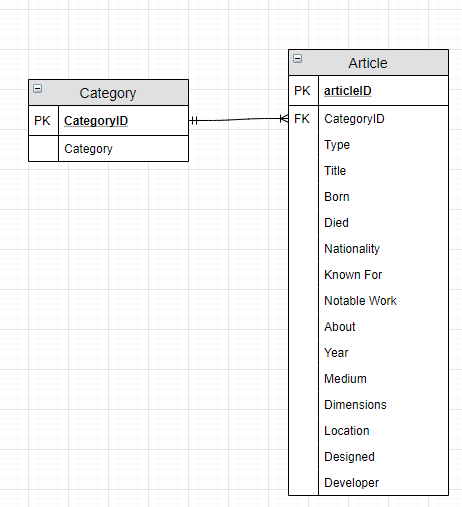 Category
PK CategoryID
Category
Article
PK articleID
FK CategoryID
Type
Title
Born
Died
Nationality
Known For
Notable Work
About
Year
Medium
Dimensions
Location
Designed
Developer